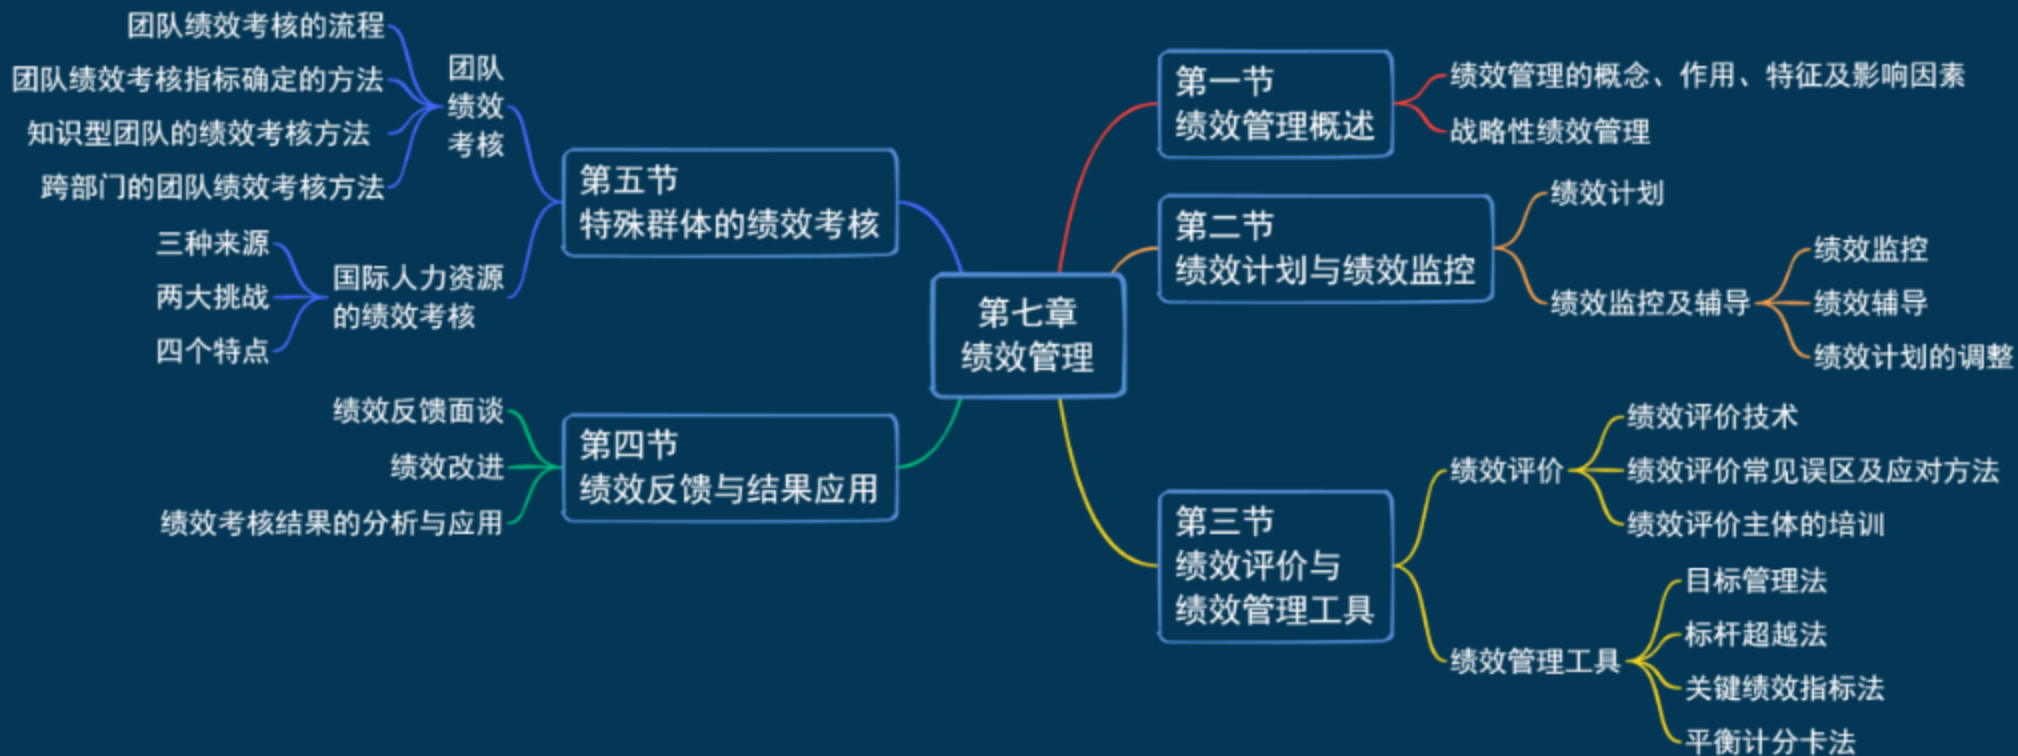 第七章
绩效管理
第一节
绩效管理概述
绩效管理的概念、作用、特征及影响因素
战略性绩效管理
第二节
绩效计划与绩效监控
绩效计划
绩效监控及辅导
绩效监控
绩效辅导
绩效计划的调整
第三节
绩效评价与
绩效管理工具
绩效评价
绩效评价技术
绩效评价常见误区及应对方法
绩效评价主体的培训
绩效管理工具
目标管理法
标杆超越法
关键绩效指标法
平衡计分卡法
第四节
绩效反馈与结果应用
绩效反馈面谈
绩效改进
绩效考核结果的分析与应用
第五节
特殊群体的绩效考核
团队
绩效
考核
团队绩效考核的流程
团队绩效考核指标确定的方法
知识型团队的绩效考核方法
跨部门的团队绩效考核方法
国际人力资源
的绩效考核
三种来源
两大挑战
四个特点